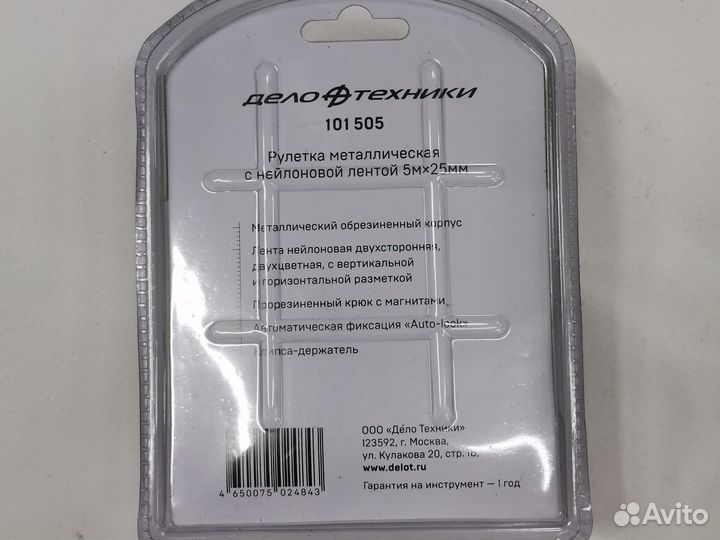 дело техники
101 505
Рулетка металлическая
с нейлоновой лентой 5м×25мм
Металлический обрезиненный корпус
Лента нейлоновая двухсторонняя,
двухцветная, с вертикальной
и горизонтальной разметкой
Прорезиненный крюк с магнитами
Автоматическая фиксация «Auto-lock»
Клипса-держатель
ООО «Дело Техники»
123592, г. Москва,
ул. Кулакова 20, стр. 1Б,
www.delot.ru
4 650075 024843
Гарантия на инструмент — 1 год
Avito